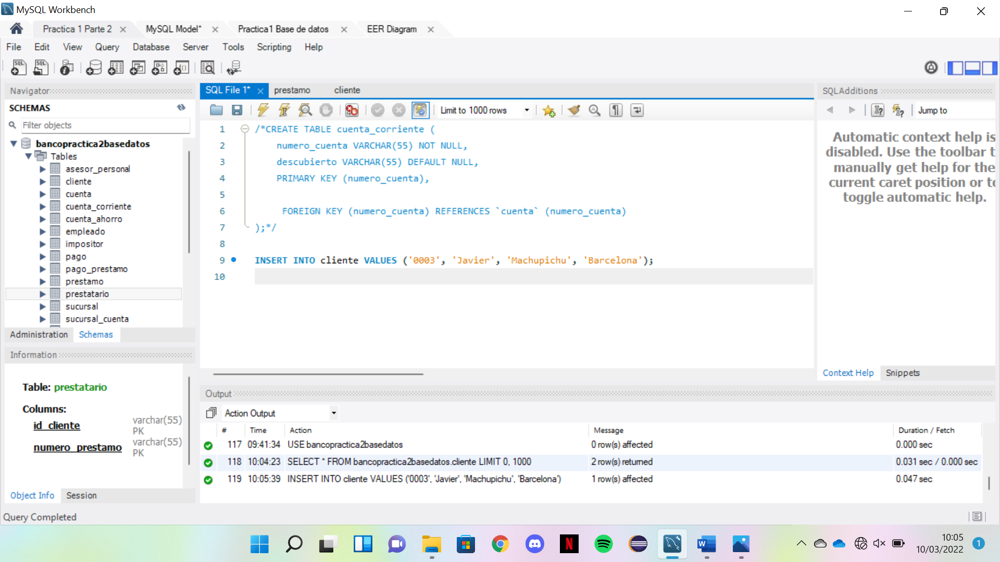 MySQL Workbench
Practica 1 Parte 2
MySQL Model*
Practica1 Base de datos
EER Diagram
File Edit View Query Database Server Tools Scripting Help
Navigator
SCHEMAS
Filter objects
bancopractica2basedatos
Tables
asesor_personal
cliente
cuenta
cuenta_corriente
cuenta_ahorro
empleado
impositor
pago
pago_prestamo
prestamo
prestatario
sucursal
sucursal_cuenta
Administration Schemas
Information
Table: prestatario
Columns:
id_cliente varchar(55) PK
numero_prestamo varchar(55) PK
Object Info Session
Query Completed
SQL File 1* prestamo cliente
Limit to 1000 rows
1 /*CREATE TABLE cuenta_corriente (
2 numero_cuenta VARCHAR(55) NOT NULL,
3 descubierto VARCHAR(55) DEFAULT NULL,
4 PRIMARY KEY (numero_cuenta),
5
6 FOREIGN KEY (numero_cuenta) REFERENCES `cuenta` (numero_cuenta)
7 );*/
8
9 INSERT INTO cliente VALUES ('0003', 'Javier', 'Machupichu', 'Barcelona');
10
SQLAdditions
Jump to
Automatic context help is
disabled. Use the toolbar t
manually get help for the
current caret position or to
toggle automatic help.
Context Help Snippets
Output
Action Output
# Time Action Message Duration / Fetch
117 09:41:34 USE bancopractica2basedatos 0 row(s) affected 0.000 sec
118 10:04:23 SELECT * FROM bancopractica2basedatos.cliente LIMIT 0, 1000 2 row(s) returned 0.031 sec / 0.000 sec
119 10:05:39 INSERT INTO cliente VALUES ('0003', 'Javier', 'Machupichu', 'Barcelona') 1 row(s) affected 0.047 sec
10:05
10/03/2022
1